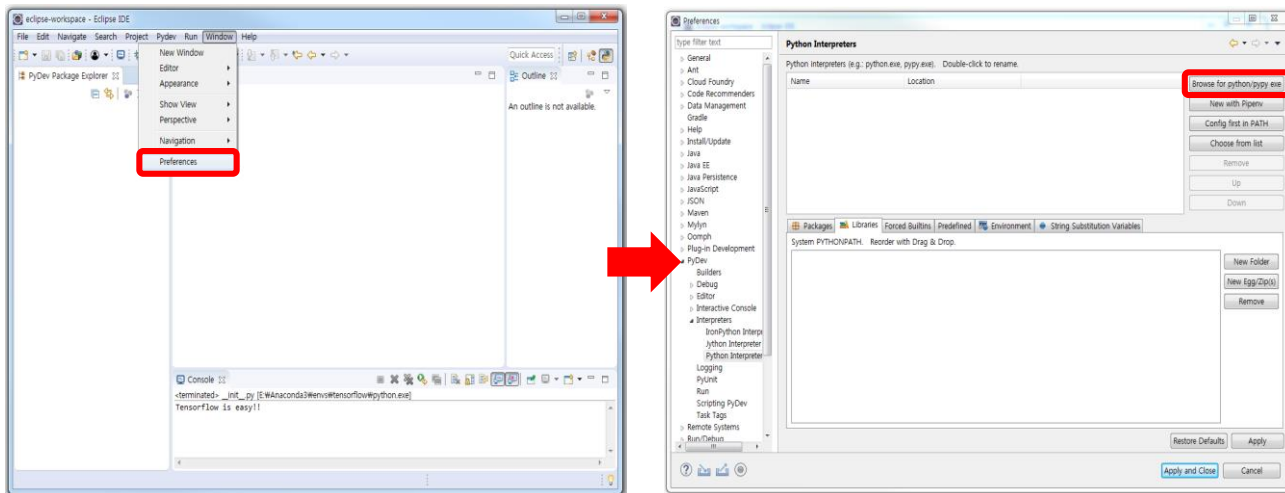 eclipse-workspace - Eclipse IDE
File Edit Navigate Search Project Pydev Run Window Help
Quick Access
New Window
Editor
Appearance
Show View
Perspective
Navigation
Preferences
PyDev Package Explorer
Outline
An outline is not available.
Console
<terminated> __init__.py [E:₩Anaconda3₩envs₩tensorflow₩python.exe]
Tensorflow is easy!!
Preferences
type filter text
General
Ant
Cloud Foundry
Code Recommenders
Data Management
Gradle
Help
Install/Update
Java
Java EE
Java Persistence
JavaScript
JSON
Maven
Mylyn
Oomph
Plug-in Development
PyDev
Builders
Debug
Editor
Interactive Console
Interpreters
IronPython Interpre
Jython Interpreter
Python Interpreter
Logging
PyUnit
Run
Scripting PyDev
Task Tags
Remote Systems
Run/Debug
Python Interpreters
Python interpreters (e.g.: python.exe, pypy.exe). Double-click to rename.
Name Location
Browse for python/pypy exe
New with Pipenv
Config first in PATH
Choose from list
Remove
Up
Down
Packages Libraries Forced Builtins Predefined Environment String Substitution Variables
System PYTHONPATH. Reorder with Drag & Drop.
New Folder
New Egg/Zip(s)
Remove
Restore Defaults Apply
Apply and Close Cancel